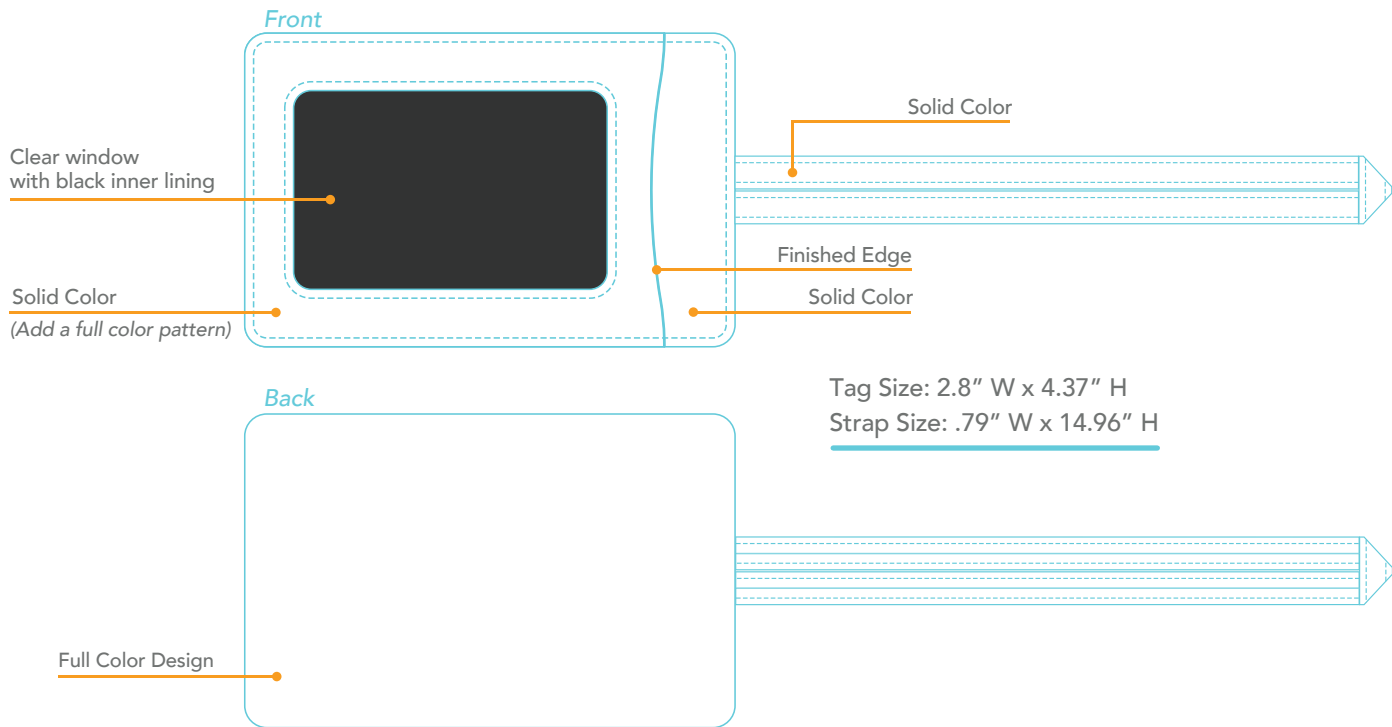 Front
Solid Color
Clear window
with black inner lining
Finished Edge
Solid Color
Solid Color
(Add a full color pattern)
Back
Tag Size: 2.8” W x 4.37” H
Strap Size: .79” W x 14.96” H
Full Color Design